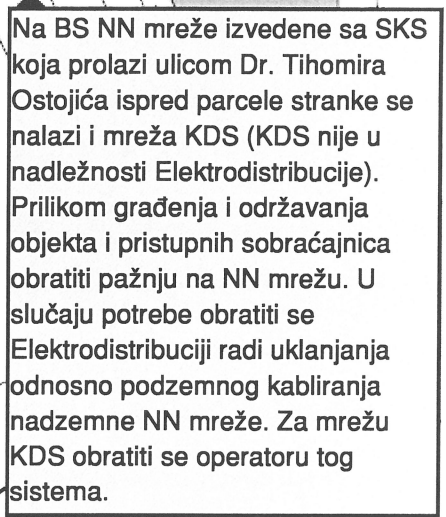 Na BS NN mreže izvedene sa SKS
koja prolazi ulicom Dr. Tihomira
Ostojića ispred parcele stranke se
nalazi i mreža KDS (KDS nije u
nadležnosti Elektrodistribucije).
Prilikom građenja i održavanja
objekta i pristupnih sobraćajnica
obratiti pažnju na NN mrežu. U
slučaju potrebe obratiti se
Elektrodistribuciji radi uklanjanja
odnosno podzemnog kabliranja
nadzemne NN mreže. Za mrežu
KDS obratiti se operatoru tog
sistema.